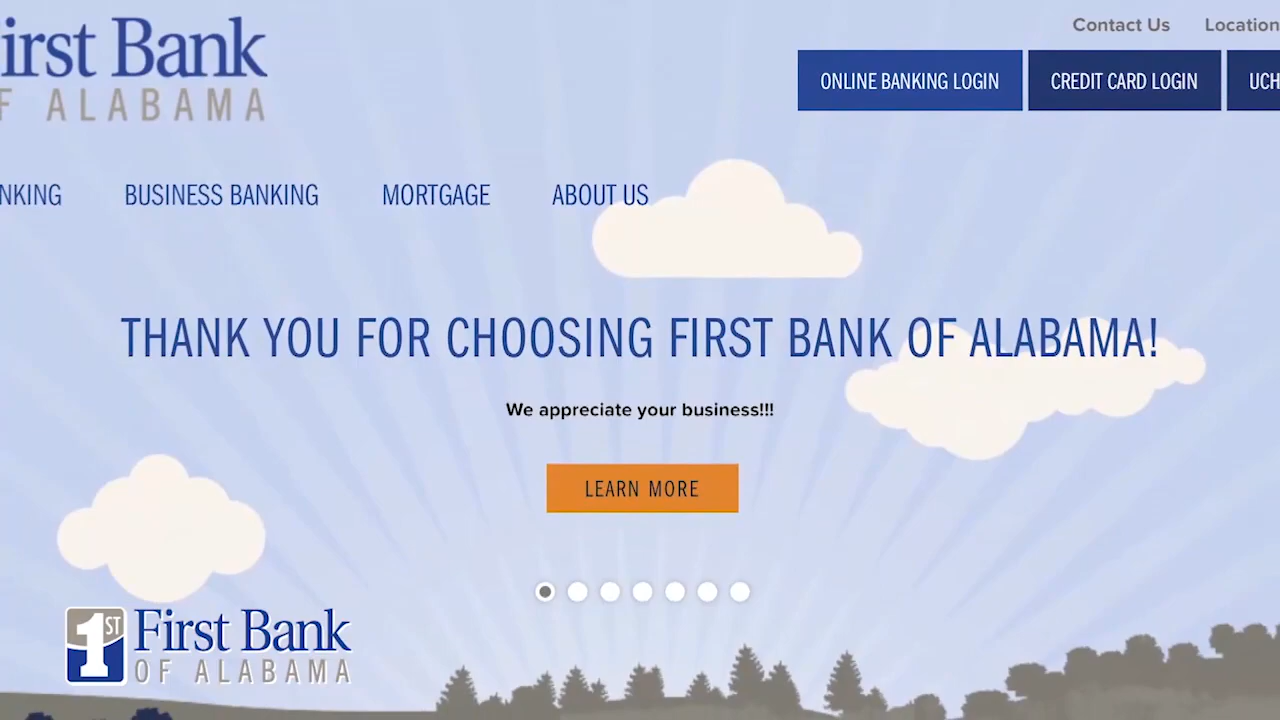 Contact Us Location
irst Bank
F ALABAMA
ONLINE BANKING LOGIN CREDIT CARD LOGIN UCH
NKING BUSINESS BANKING MORTGAGE ABOUT US
THANK YOU FOR CHOOSING FIRST BANK OF ALABAMA!
We appreciate your business!!!
LEARN MORE
1ST First Bank
OF ALABAMA